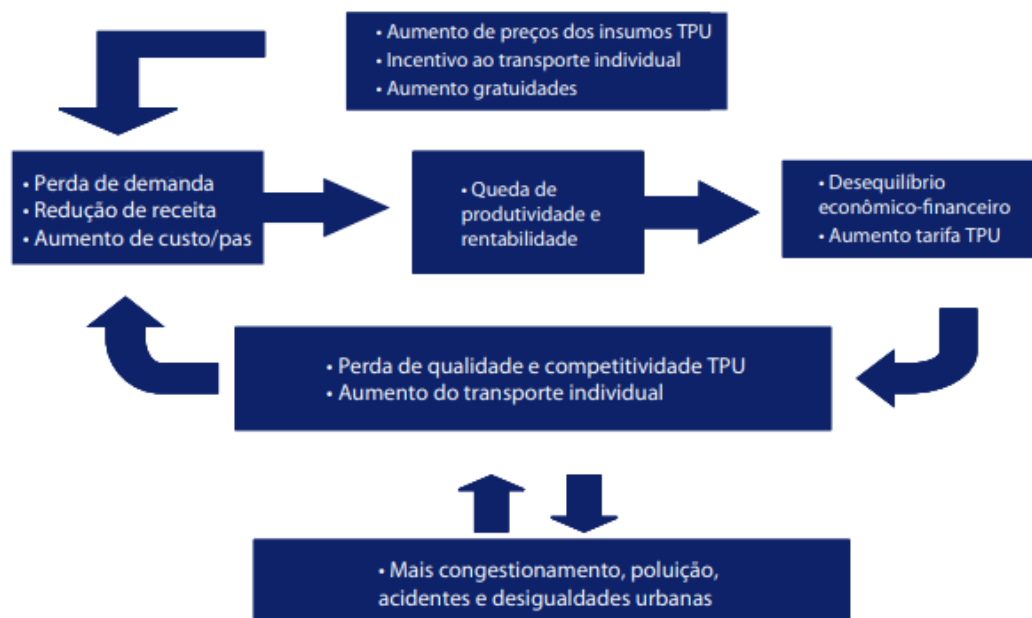 • Aumento de preços dos insumos TPU
• Incentivo ao transporte individual
• Aumento gratuidades
• Perda de demanda
• Redução de receita
• Aumento de custo/pas
• Queda de
produtividade e
rentabilidade
• Desequilíbrio
econômico-financeiro
• Aumento tarifa TPU
• Perda de qualidade e competitividade TPU
• Aumento do transporte individual
• Mais congestionamento, poluição,
acidentes e desigualdades urbanas